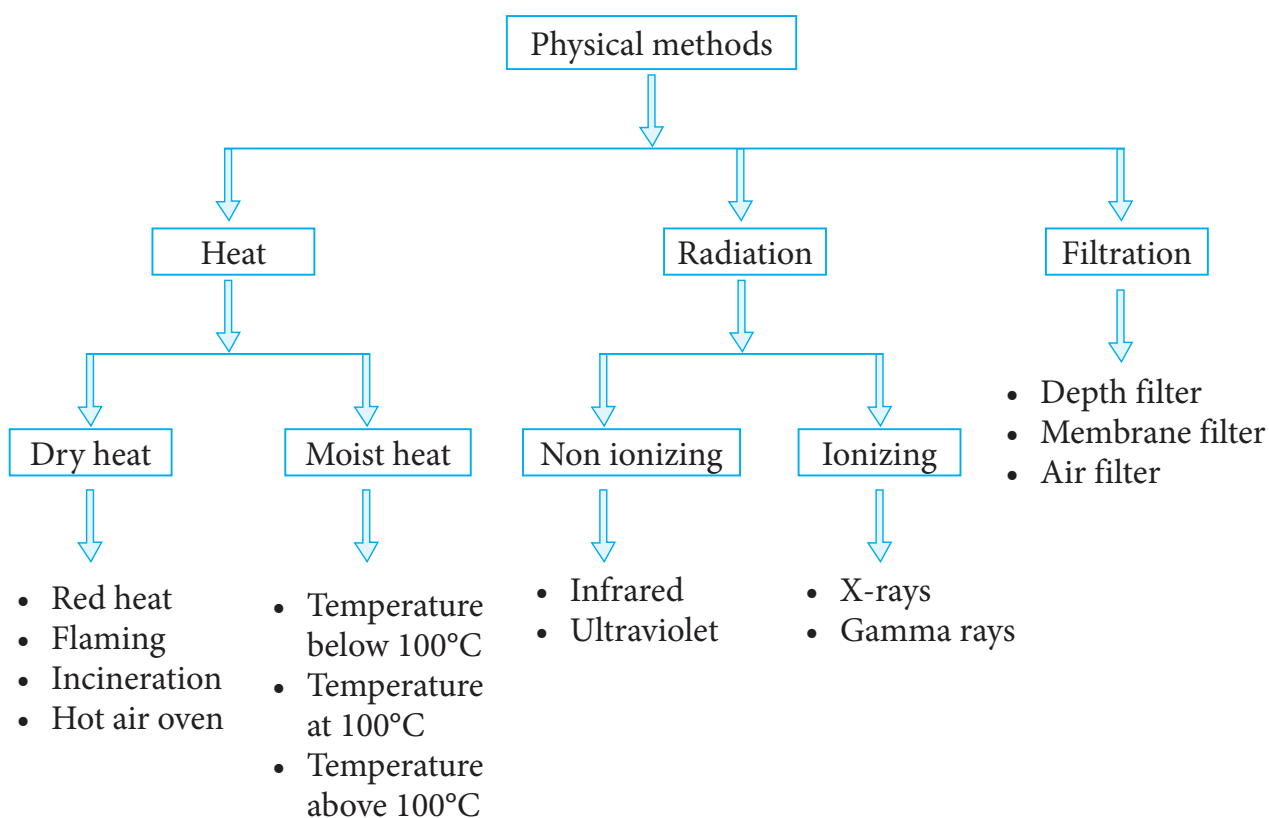 Physical methods
Heat
Radiation
Filtration
Dry heat
Moist heat
Non ionizing
Ionizing
• Depth filter
• Membrane filter
• Air filter
• Red heat
• Flaming
• Incineration
• Hot air oven
• Temperature
below 100°C
• Temperature
at 100°C
• Temperature
above 100°C
• Infrared
• Ultraviolet
• X-rays
• Gamma rays